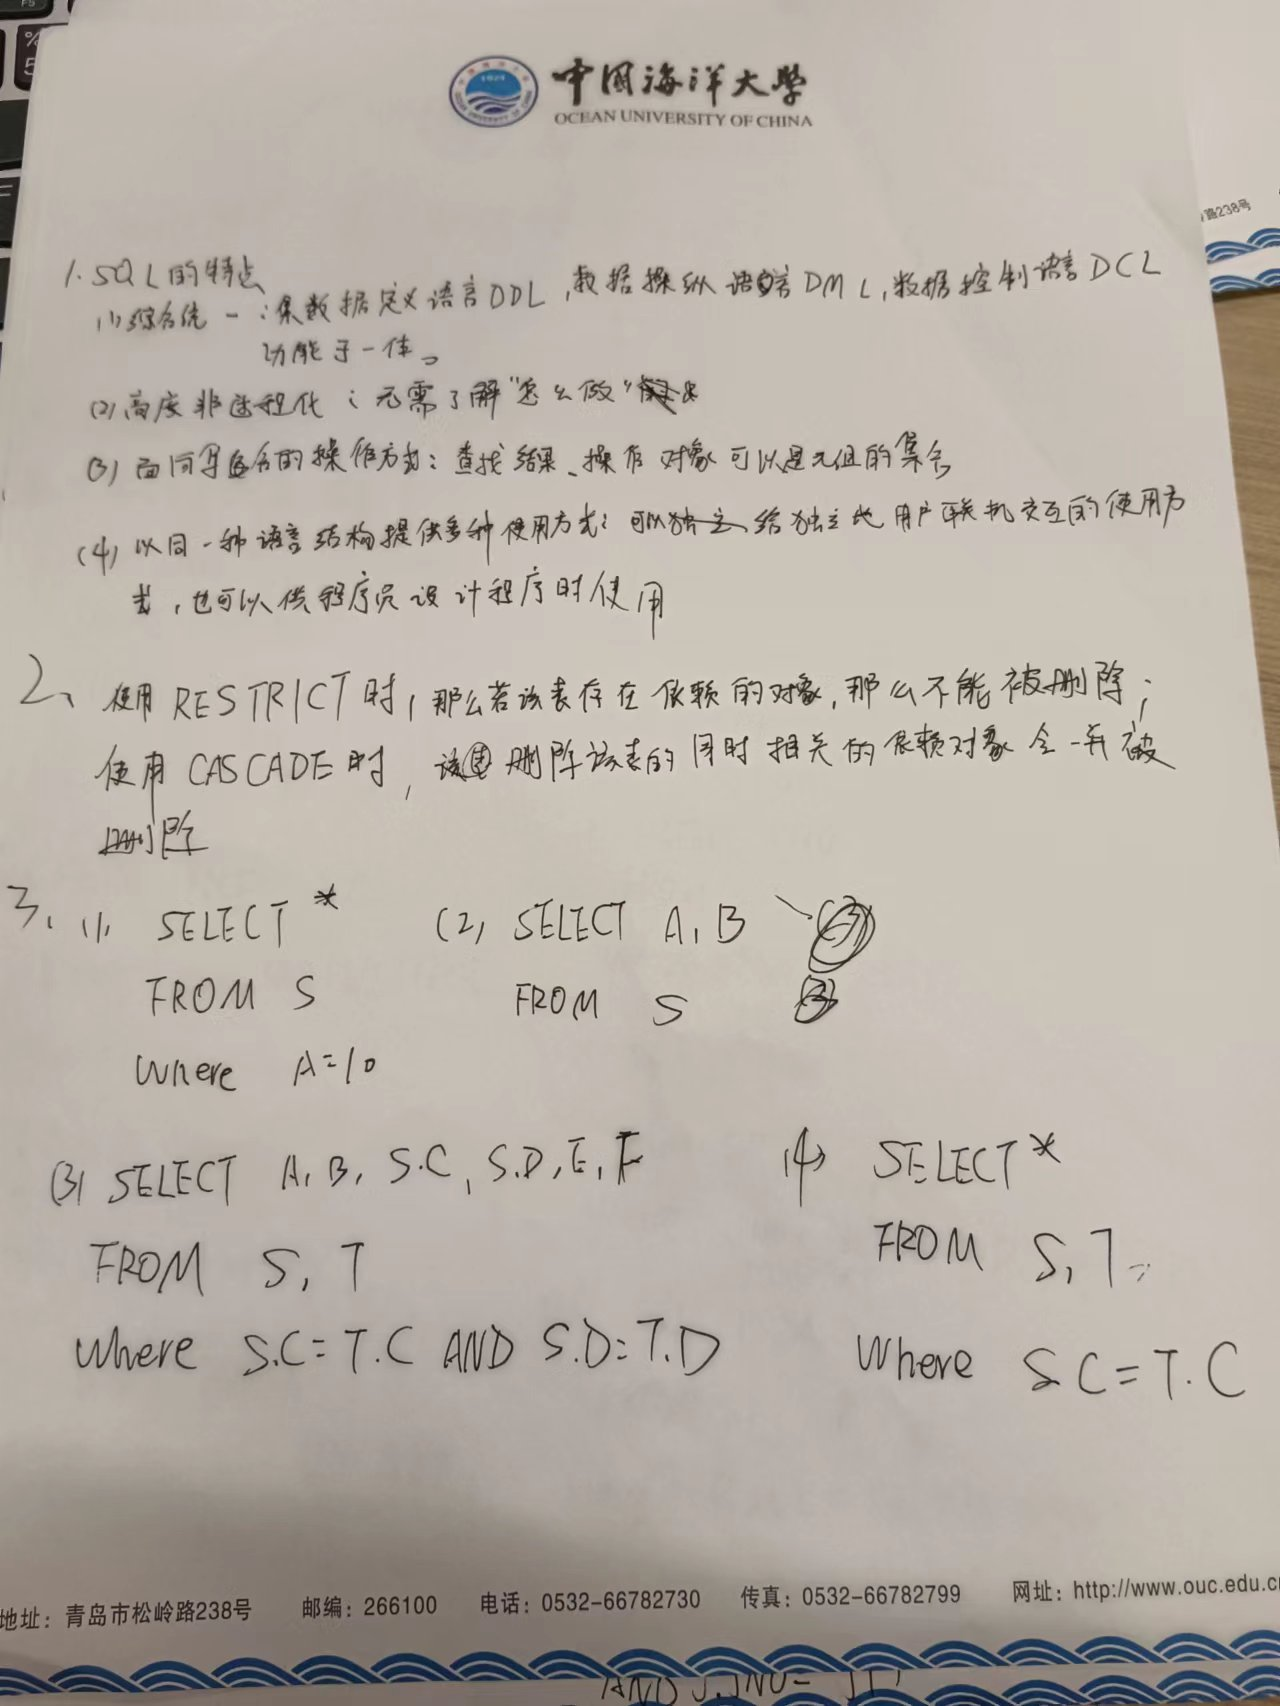 中国海洋大学
OCEAN UNIVERSITY OF CHINA
路238号
1. SQL的特点
(1)综合统一：集数据定义语言DDL，数据操纵语言DML，数据控制语言DCL
功能于一体。
(2)高度非过程化：无需了解"怎么做"
(3)面向集合的操作方式：查找结果、操作对象可以是元组的集合
(4)以同一种语言结构提供多种使用方式：可以独立、给独立地用户联机交互的使用方
式，也可以供程序员设计程序时使用
2、使用RESTRICT时，那么若该表存在依赖的对象，那么不能被删除；
使用CASCADE时，该 删除该表的同时相关的依赖对象会一并被
删除
3. (1) SELECT *
FROM S
Where A=10
(2) SELECT A, B
FROM S
(3) SELECT A, B, S.C, S.D, E, F
FROM S, T
Where S.C=T.C AND S.D=T.D
(4) SELECT *
FROM S, T
Where S.C=T.C
地址：青岛市松岭路238号 邮编：266100 电话：0532-66782730 传真：0532-66782799 网址：http://www.ouc.edu.c